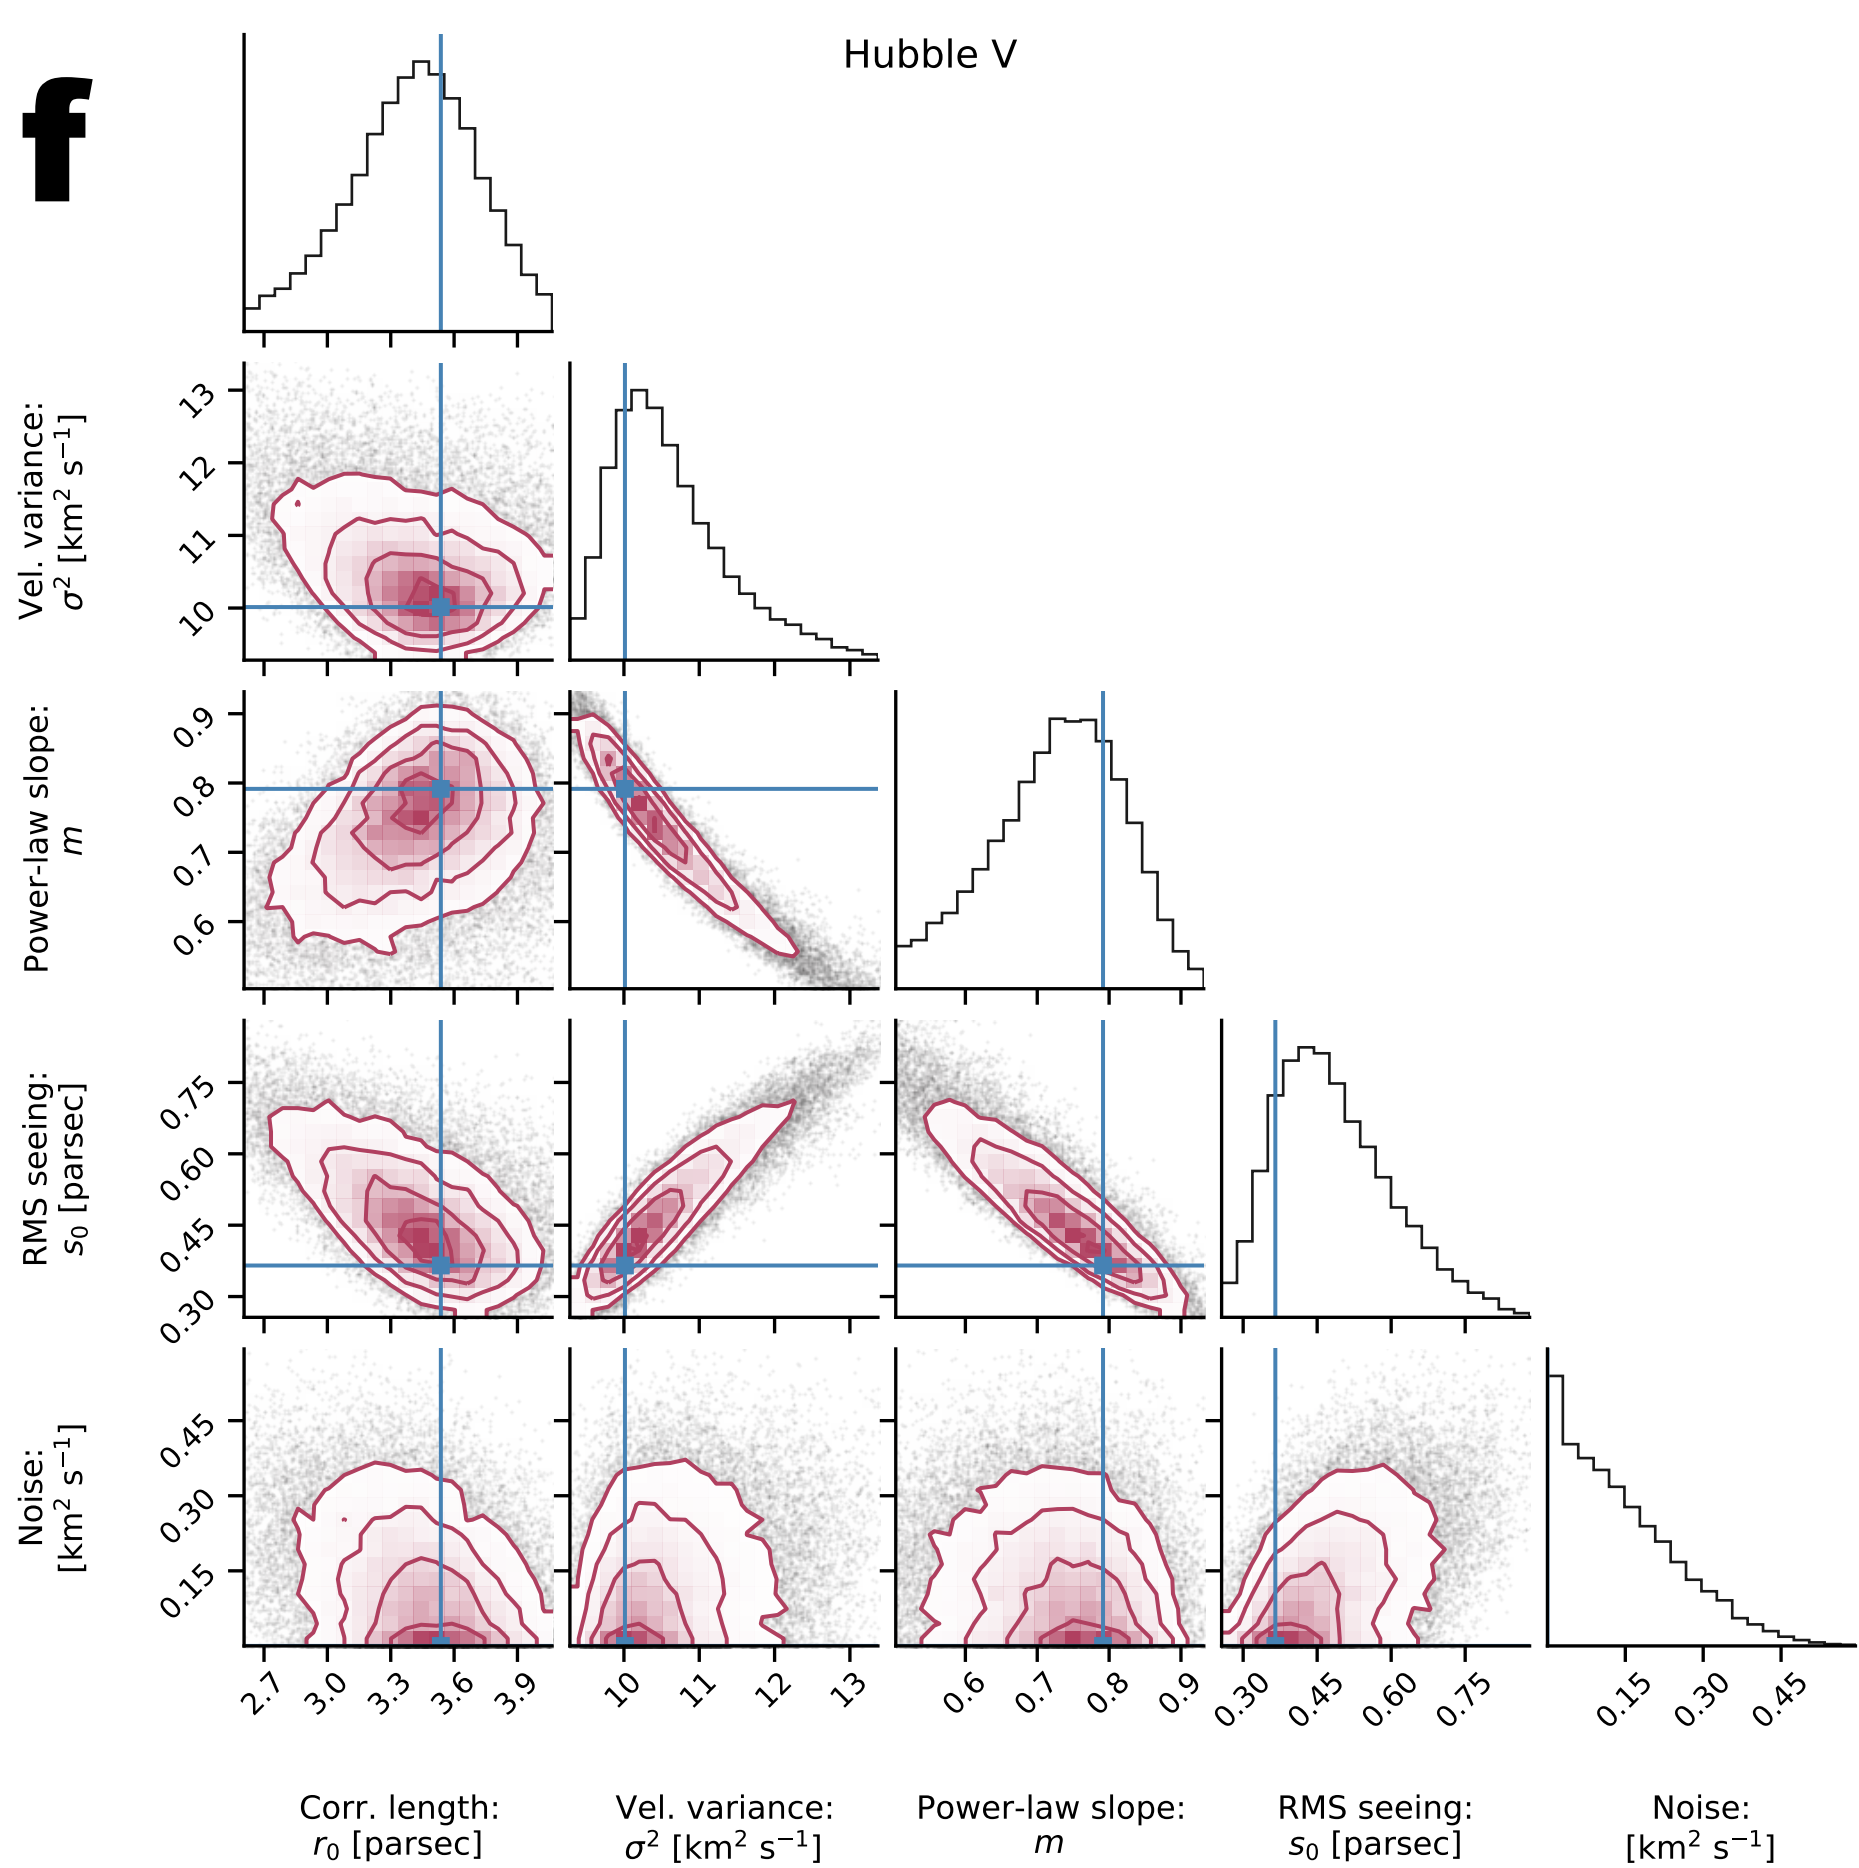 f
Hubble V
Vel. variance:
σ² [km² s⁻¹]
13
12
11
10
Power-law slope:
m
0.9
0.8
0.7
0.6
RMS seeing:
s₀ [parsec]
0.75
0.60
0.45
0.30
Noise:
[km² s⁻¹]
0.45
0.30
0.15
2.7 3.0 3.3 3.6 3.9
10 11 12 13
0.6 0.7 0.8 0.9
0.30 0.45 0.60 0.75
0.15 0.30 0.45
Corr. length:
r₀ [parsec]
Vel. variance:
σ² [km² s⁻¹]
Power-law slope:
m
RMS seeing:
s₀ [parsec]
Noise:
[km² s⁻¹]